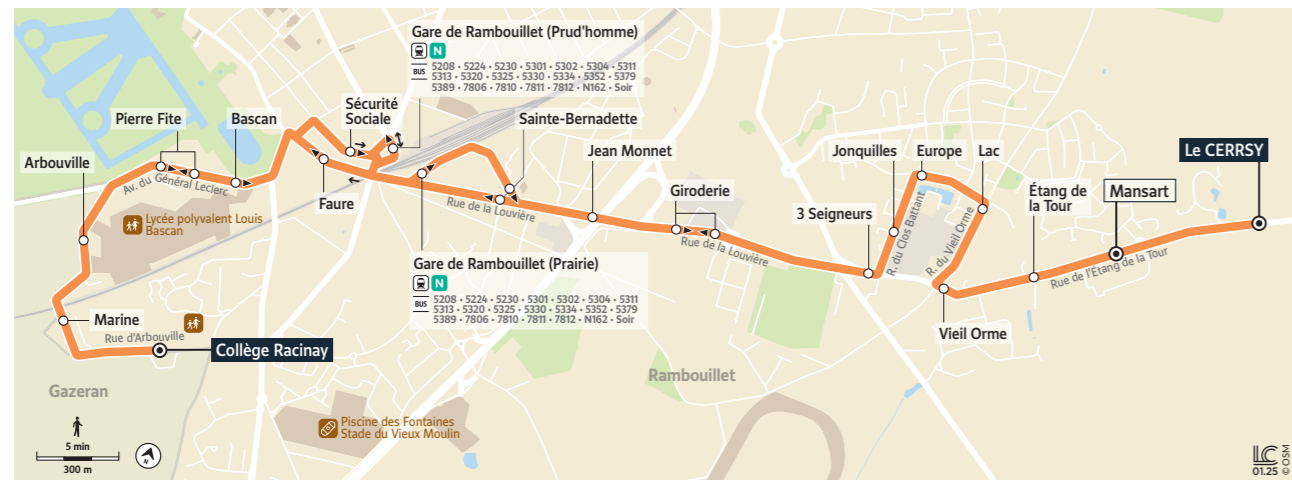 Gare de Rambouillet (Prud'homme)
N
BUS
5208 • 5224 • 5230 • 5301 • 5302 • 5304 • 5311
5313 • 5320 • 5325 • 5330 • 5334 • 5352 • 5379
5389 • 7806 • 7810 • 7811 • 7812 • N162 • Soir
Pierre Fite
Bascan
Sécurité
Sociale
Sainte-Bernadette
Arbouville
Jean Monnet
Jonquilles
Europe
Lac
Le CERRSY
Av. du Général Leclerc
Faure
Rue de la Louvière
Giroderie
3 Seigneurs
Étang de
la Tour
Mansart
Lycée polyvalent Louis
Bascan
Rue de la Louvière
R. du Clos Battant
R. du Vieil Orme
Rue de l'Étang de la Tour
Gare de Rambouillet (Prairie)
N
BUS
5208 • 5224 • 5230 • 5301 • 5302 • 5304 • 5311
5313 • 5320 • 5325 • 5330 • 5334 • 5352 • 5379
5389 • 7806 • 7810 • 7811 • 7812 • N162 • Soir
Marine
Rue d'Arbouville
Collège Racinay
Vieil Orme
Gazeran
Rambouillet
Piscine des Fontaines
Stade du Vieux Moulin
5 min
300 m
N
LC
01.25
© OSM